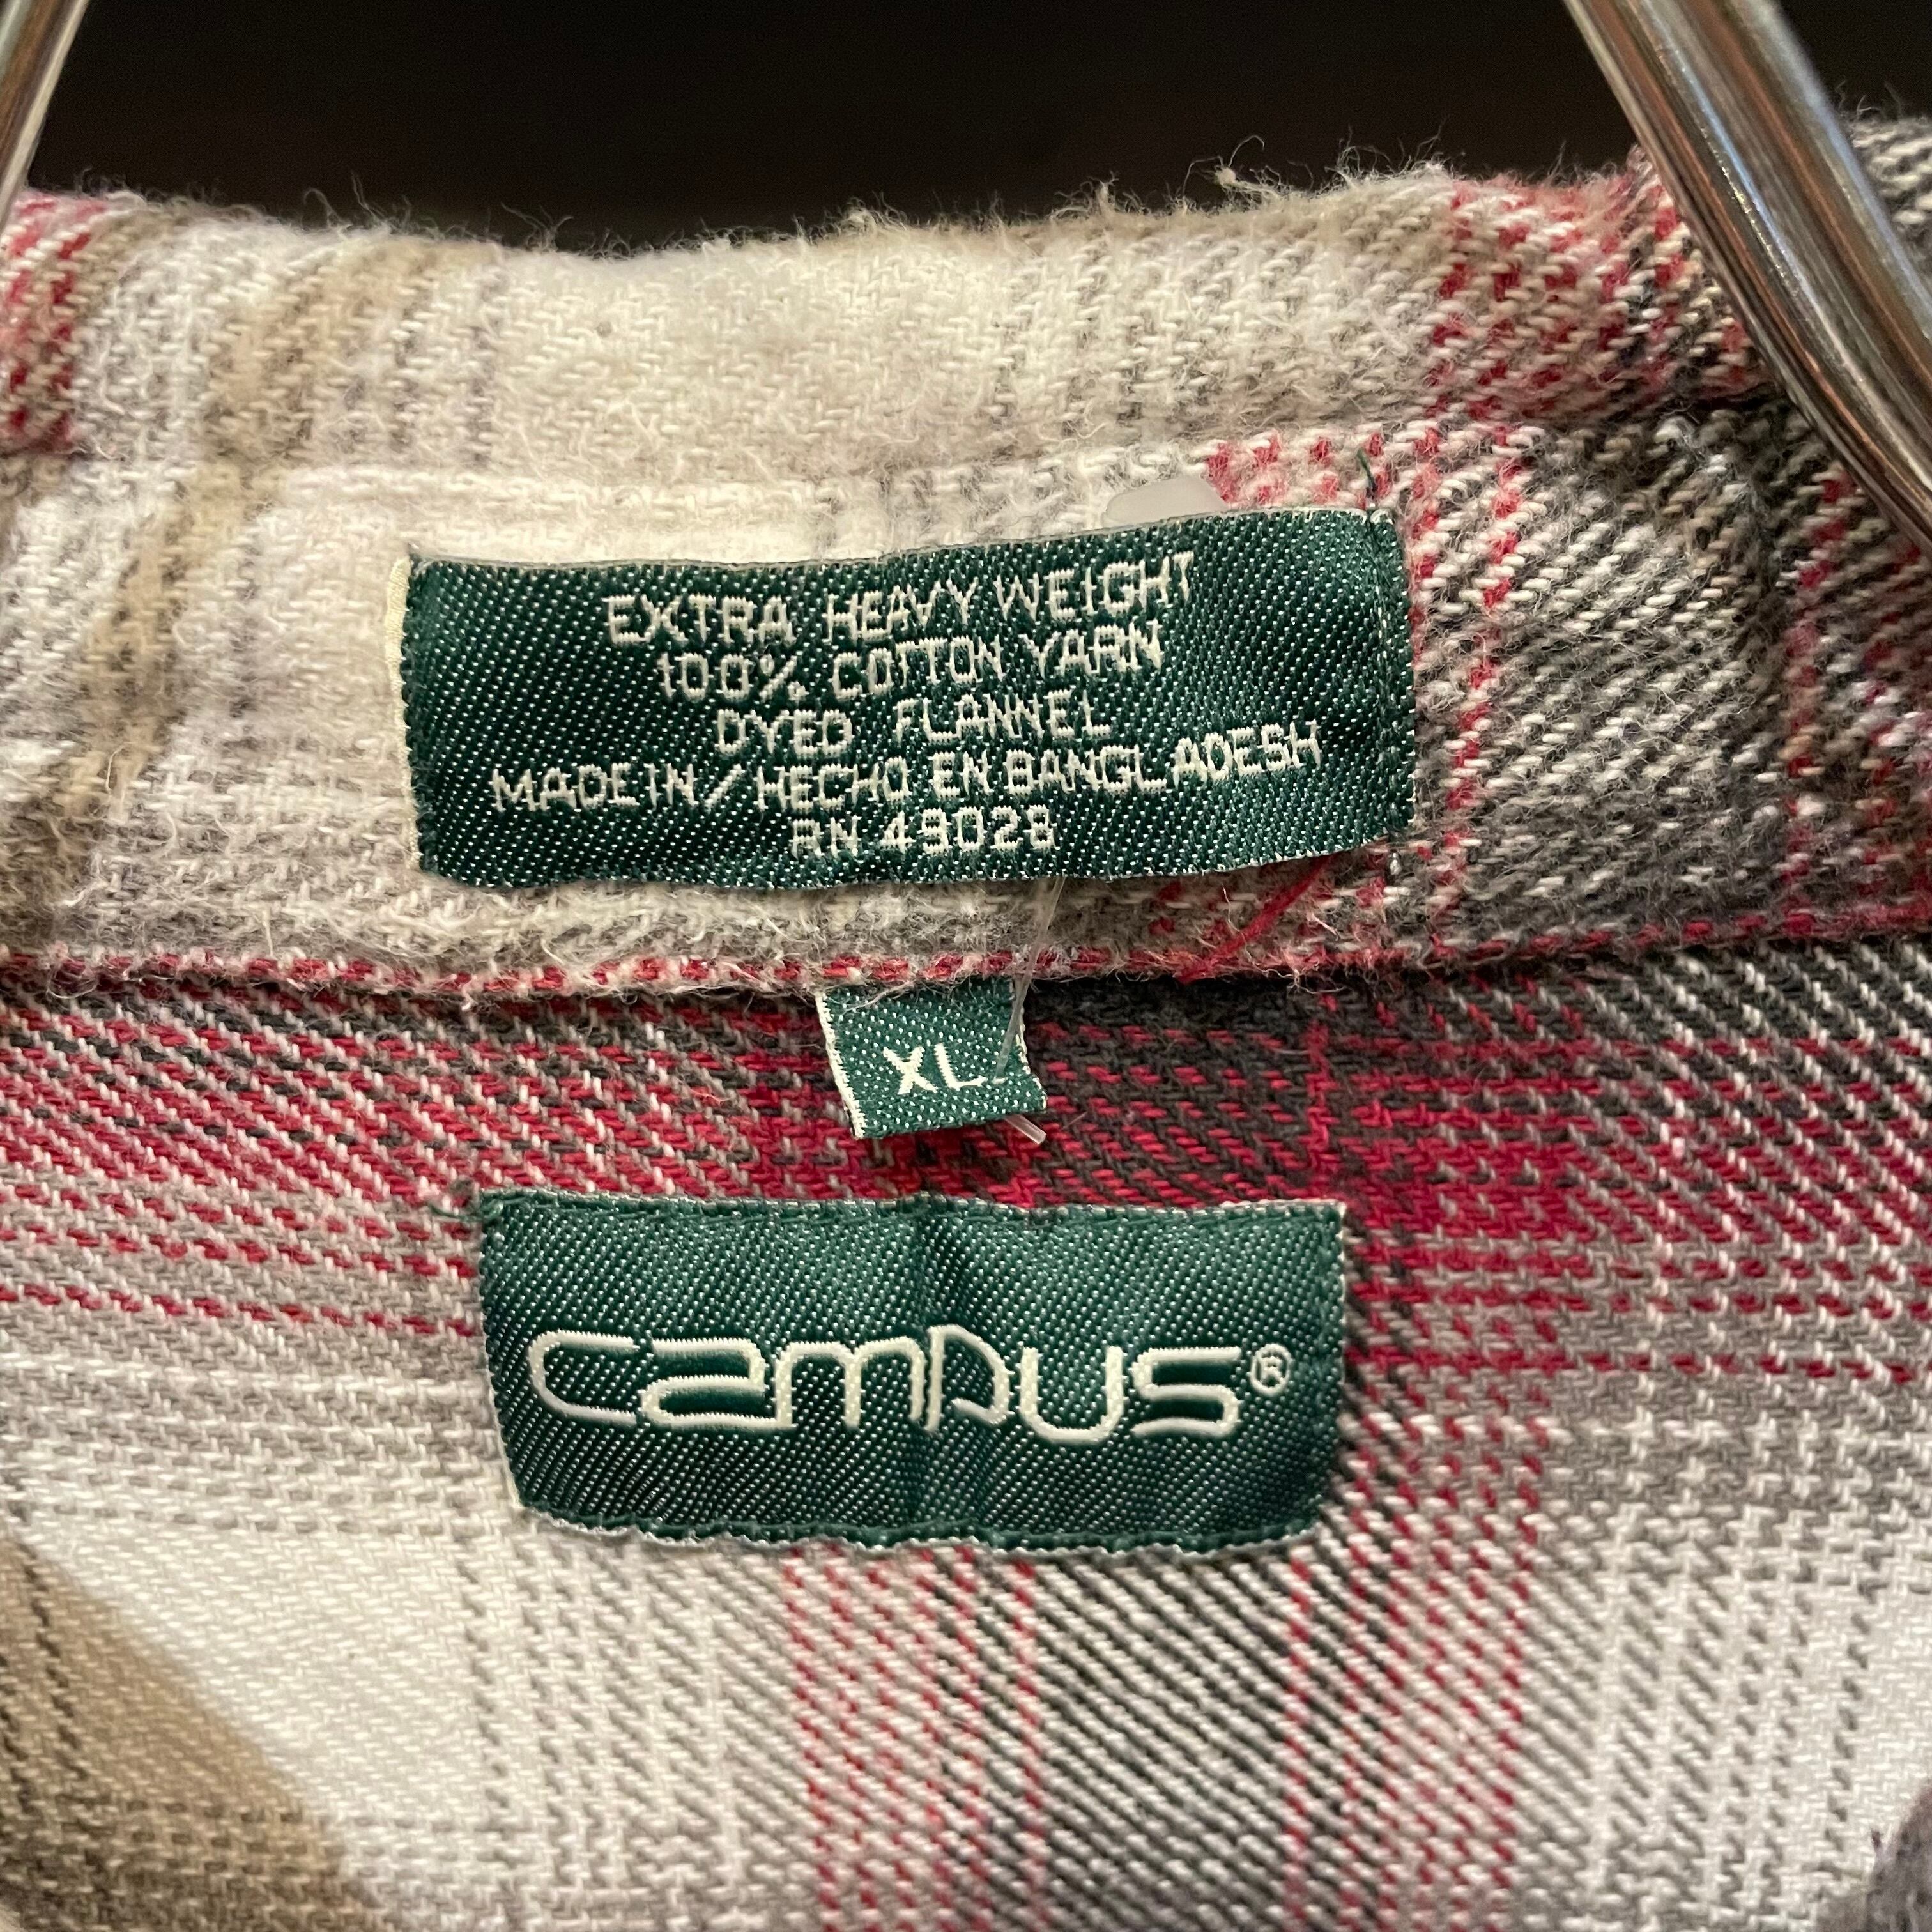 EXTRA HEAVY WEIGHT
100% COTTON YARN
DYED FLANNEL
MADE IN / HECHO EN BANGLADESH
RN 49028
XL
campus®